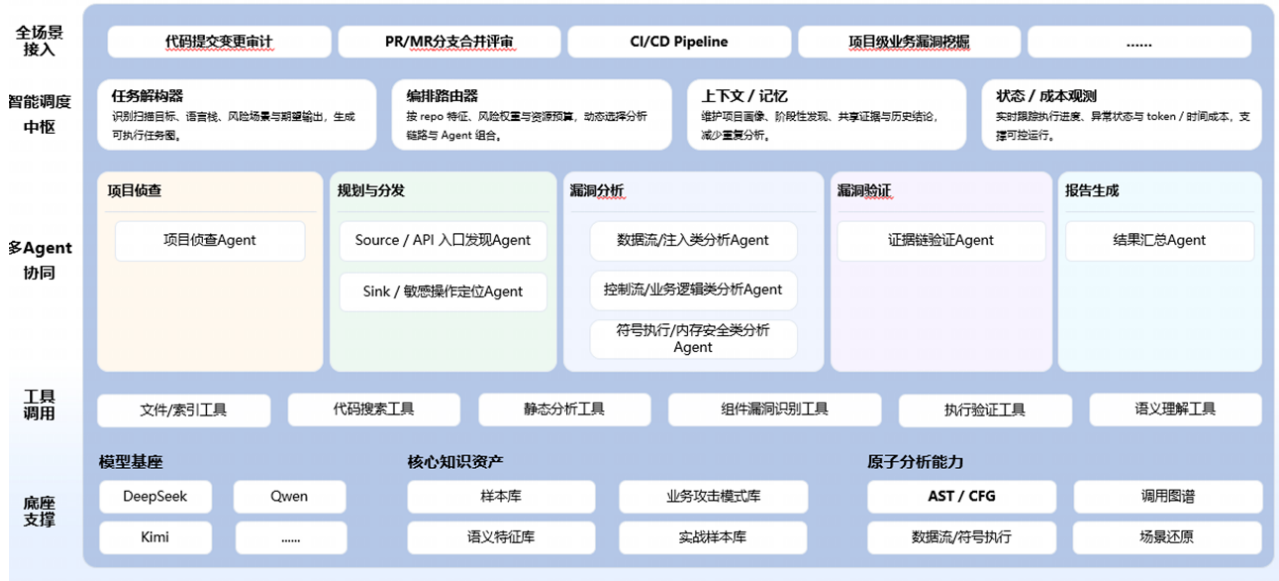 全场景
接入
代码提交变更审计
PR/MR分支合并评审
CI/CD Pipeline
项目级业务漏洞挖掘
......
智能调度
中枢
任务解构器
识别扫描目标、语言栈、风险场景与期望输出，生成
可执行任务图。
编排路由器
按 repo 特征、风险权重与资源预算，动态选择分析
链路与 Agent 组合。
上下文 / 记忆
维护项目画像、阶段性发现、共享证据与历史结论，
减少重复分析。
状态 / 成本观测
实时跟踪执行进度、异常状态与 token / 时间成本，支
撑可控运行。
多Agent
协同
项目侦查
项目侦查Agent
规划与分发
Source / API 入口发现Agent
Sink / 敏感操作定位Agent
漏洞分析
数据流/注入类分析Agent
控制流/业务逻辑类分析Agent
符号执行/内存安全类分析
Agent
漏洞验证
证据链验证Agent
报告生成
结果汇总Agent
工具
调用
文件/索引工具
代码搜索工具
静态分析工具
组件漏洞识别工具
执行验证工具
语义理解工具
底座
支撑
模型基座
DeepSeek
Qwen
Kimi
......
核心知识资产
样本库
业务攻击模式库
语义特征库
实战样本库
原子分析能力
AST / CFG
调用图谱
数据流/符号执行
场景还原